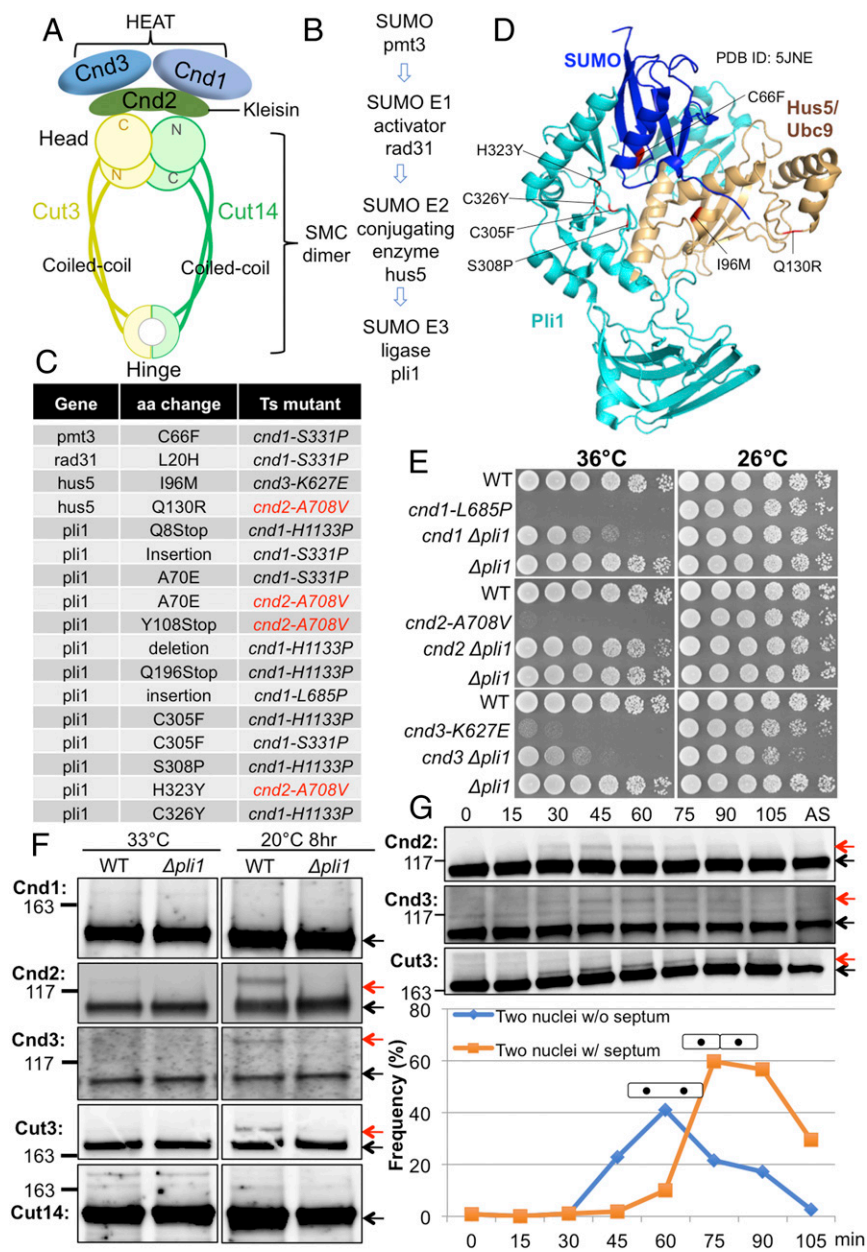 A
HEAT
Cnd3
Cnd1
Cnd2
Kleisin
Head
C
N
N
C
Cut3
Cut14
Coiled-coil
Coiled-coil
SMC
dimer
Hinge
B
SUMO
pmt3
SUMO E1
activator
rad31
SUMO E2
conjugating
enzyme
hus5
SUMO E3
ligase
pli1
D
PDB ID: 5JNE
SUMO
C66F
Hus5/
Ubc9
H323Y
C326Y
C305F
S308P
I96M
Q130R
Pli1
C
Gene aa change Ts mutant
pmt3 C66F cnd1-S331P
rad31 L20H cnd1-S331P
hus5 I96M cnd3-K627E
hus5 Q130R cnd2-A708V
pli1 Q8Stop cnd1-H1133P
pli1 Insertion cnd1-S331P
pli1 A70E cnd1-S331P
pli1 A70E cnd2-A708V
pli1 Y108Stop cnd2-A708V
pli1 deletion cnd1-H1133P
pli1 Q196Stop cnd1-H1133P
pli1 insertion cnd1-L685P
pli1 C305F cnd1-H1133P
pli1 C305F cnd1-S331P
pli1 S308P cnd1-H1133P
pli1 H323Y cnd2-A708V
pli1 C326Y cnd1-H1133P
E
36°C 26°C
WT
cnd1-L685P
cnd1 Δpli1
Δpli1
WT
cnd2-A708V
cnd2 Δpli1
Δpli1
WT
cnd3-K627E
cnd3 Δpli1
Δpli1
F
33°C 20°C 8hr
WT Δpli1 WT Δpli1
Cnd1:
163
Cnd2:
117
Cnd3:
117
Cut3:
163
163
Cut14:
G
0 15 30 45 60 75 90 105 AS
Cnd2:
117
Cnd3:
117
Cut3:
163
Two nuclei w/o septum
Two nuclei w/ septum
Frequency (%)
80
60
40
20
0
0 15 30 45 60 75 90 105 min